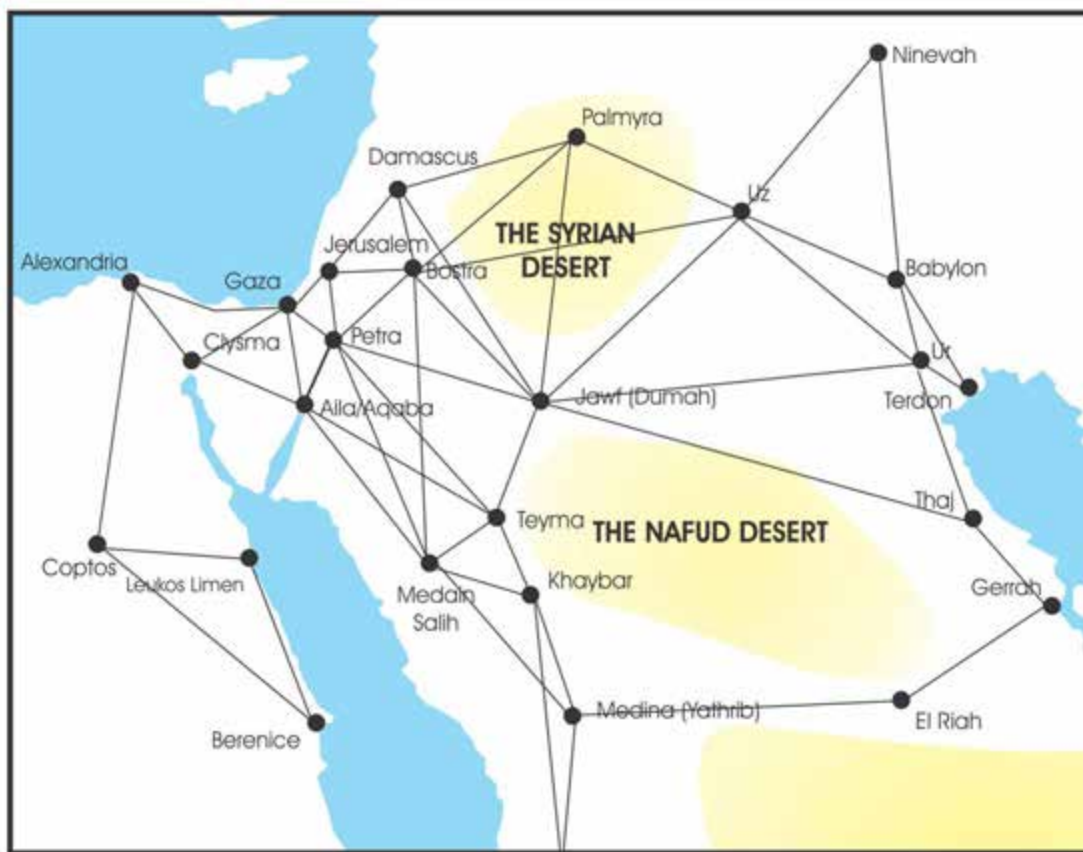 Ninevah
Palmyra
Damascus
Uz
THE SYRIAN
DESERT
Jerusalem
Bostra
Alexandria
Gaza
Babylon
Clysma
Petra
Ur
Aila/Aqaba
Jawf (Dumah)
Terdon
Thaj
Teyma
THE NAFUD DESERT
Coptos
Leukos Limen
Medain
Salih
Khaybar
Gerrah
Medina (Yathrib)
El Riah
Berenice